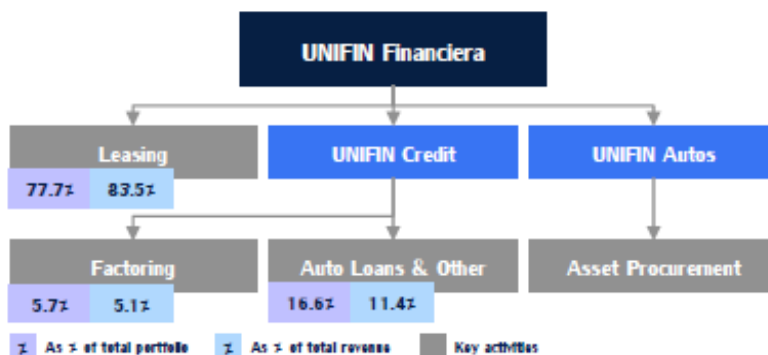 UNIFIN Financiera
Leasing
UNIFIN Credit
UNIFIN Autos
77.7% 83.5%
Factoring
Auto Loans & Other
Asset Procurement
5.7% 5.1%
16.6% 11.4%
% As % of total portfolio
% As % of total revenue
Key activities